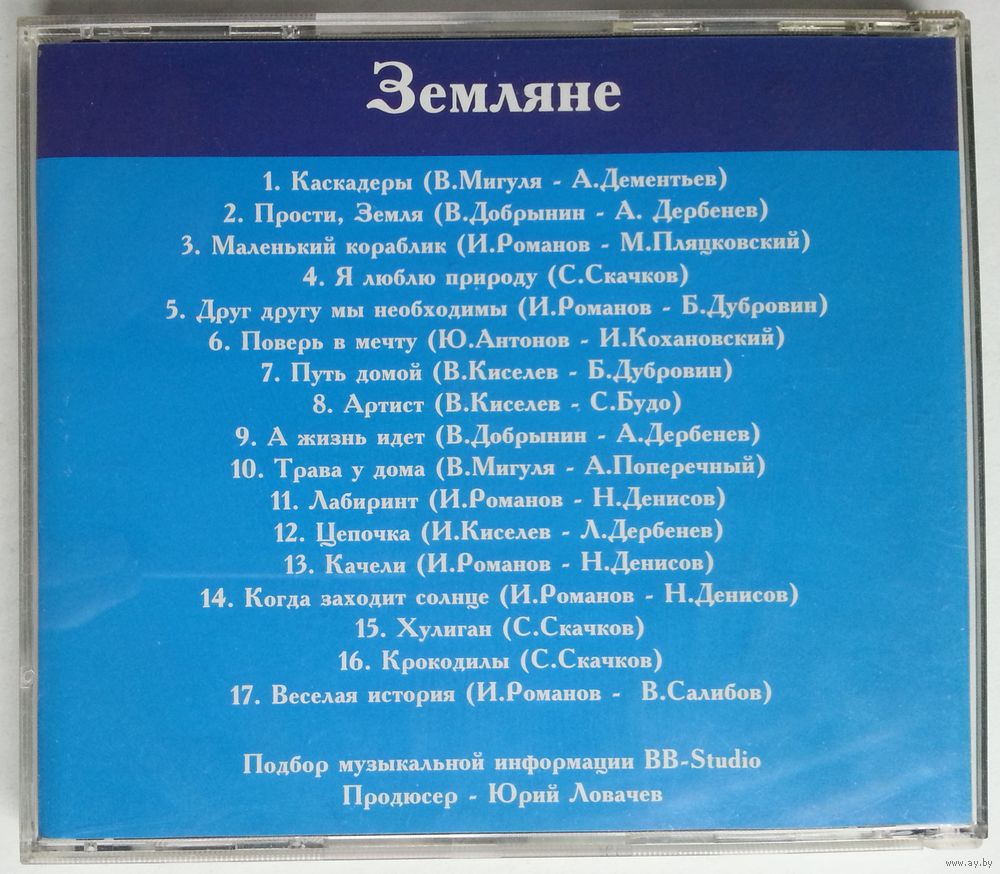 Земляне
1. Каскадеры (В.Мигуля - А.Дементьев)
2. Прости, Земля (В.Добрынин - А. Дербенев)
3. Маленький кораблик (И.Романов - М.Пляцковский)
4. Я люблю природу (С.Скачков)
5. Друг другу мы необходимы (И.Романов - Б.Дубровин)
6. Поверь в мечту (Ю.Антонов - И.Кохановский)
7. Путь домой (В.Киселев - Б.Дубровин)
8. Артист (В.Киселев - С.Будо)
9. А жизнь идет (В.Добрынин - А.Дербенев)
10. Трава у дома (В.Мигуля - А.Поперечный)
11. Лабиринт (И.Романов - Н.Денисов)
12. Цепочка (И.Киселев - Л.Дербенев)
13. Качели (И.Романов - Н.Денисов)
14. Когда заходит солнце (И.Романов - Н.Денисов)
15. Хулиган (С.Скачков)
16. Крокодилы (С.Скачков)
17. Веселая история (И.Романов - В.Салибов)
Подбор музыкальной информации BB-Studio
Продюсер - Юрий Ловачев
www.ay.by